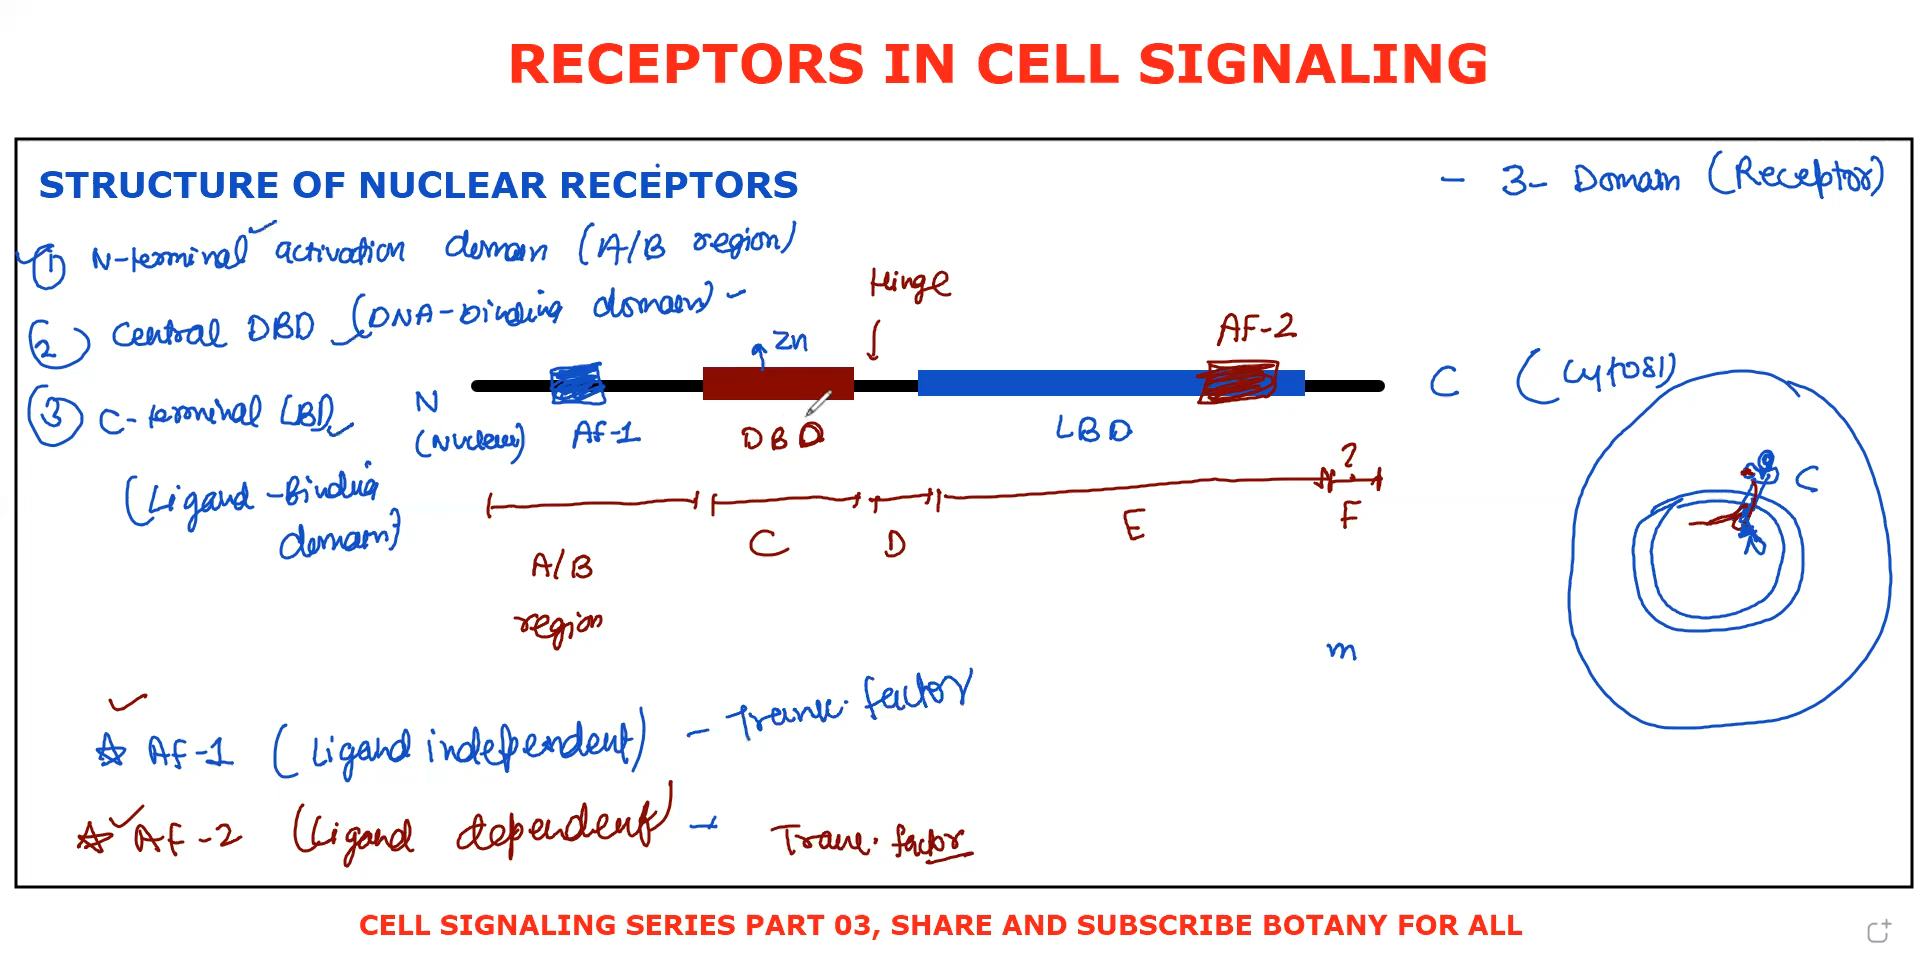 RECEPTORS IN CELL SIGNALING
STRUCTURE OF NUCLEAR RECEPTORS
- 3- Domain (Receptor)
1 N-terminal activation domain (A/B region)
2 Central DBD (DNA-binding domain)
3 C-terminal LBD
(Ligand-Binding
domain)
Hinge
Zn
AF-2
N
(Nucleus)
AF-1
DBD
LBD
C (Cytosl)
?
A/B
region
C
D
E
F
C
N
m
AF-1 (Ligand independent) - Trans. factor
AF-2 (Ligand dependent) - Trans. factor
CELL SIGNALING SERIES PART 03, SHARE AND SUBSCRIBE BOTANY FOR ALL